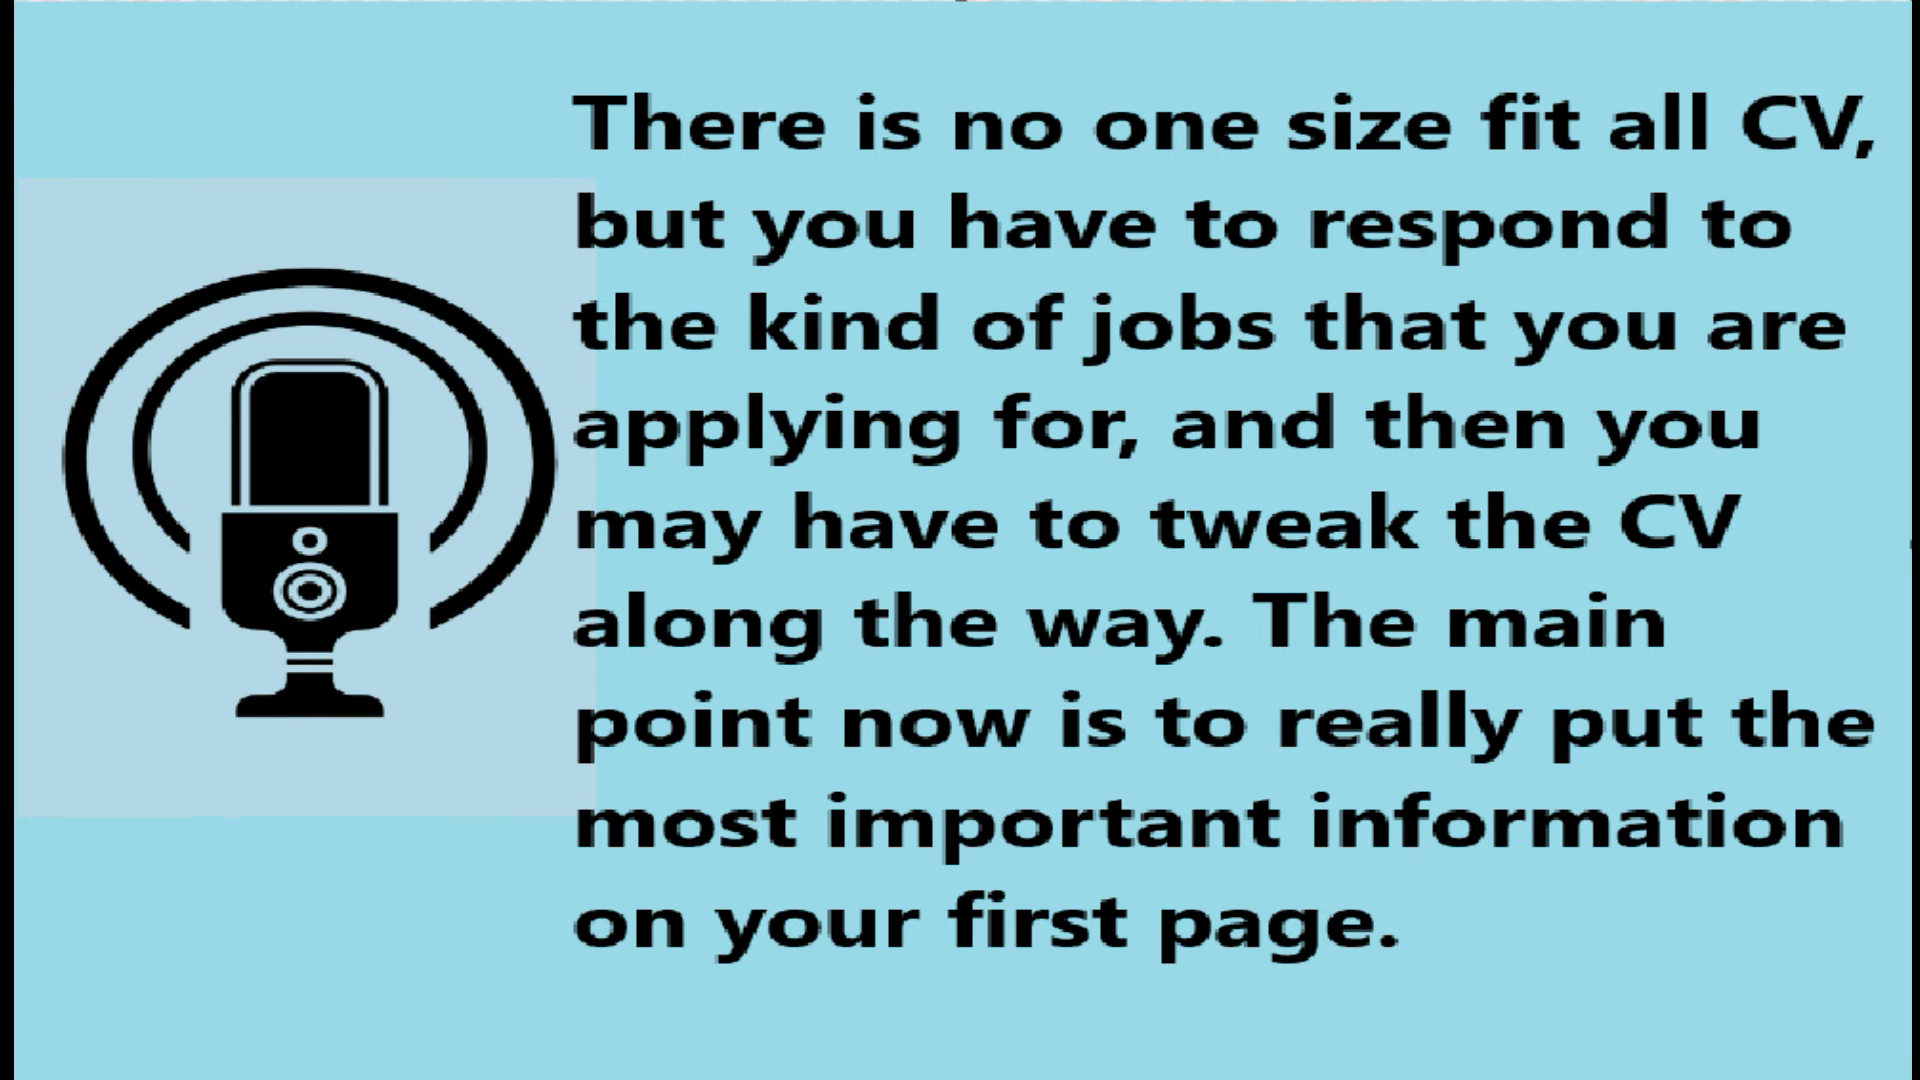 There is no one size fit all CV,
but you have to respond to
the kind of jobs that you are
applying for, and then you
may have to tweak the CV
along the way. The main
point now is to really put the
most important information
on your first page.